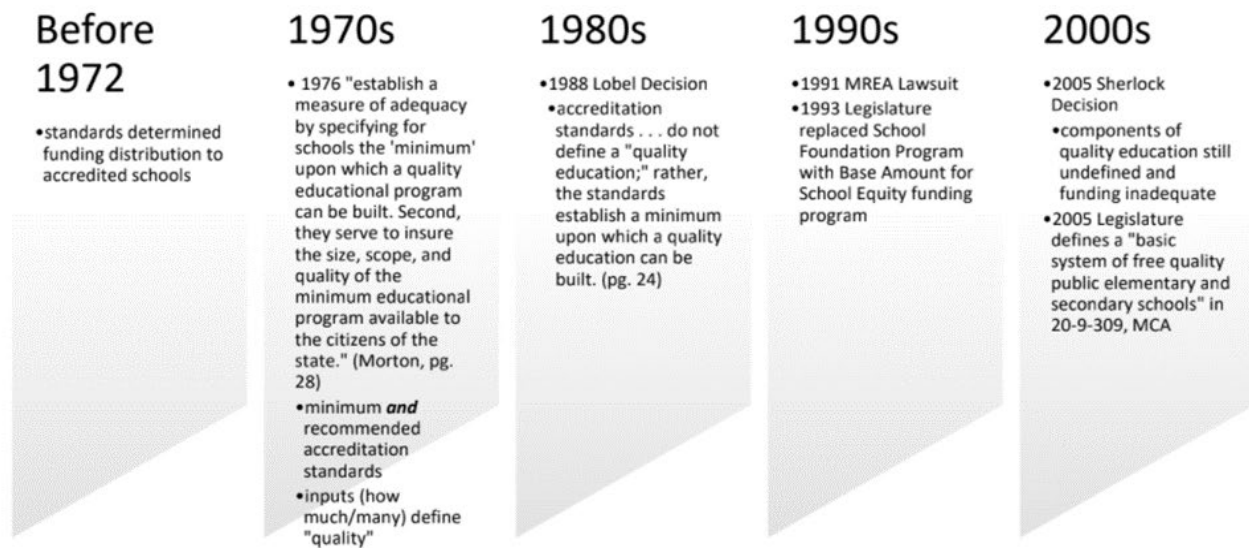 Before
1972
•standards determined
funding distribution to
accredited schools
1970s
• 1976 "establish a
measure of adequacy
by specifying for
schools the 'minimum'
upon which a quality
educational program
can be built. Second,
they serve to insure
the size, scope, and
quality of the
minimum educational
program available to
the citizens of the
state." (Morton, pg.
28)
•minimum and
recommended
accreditation
standards
•inputs (how
much/many) define
"quality"
1980s
•1988 Lobel Decision
•accreditation
standards . . . do not
define a "quality
education;" rather,
the standards
establish a minimum
upon which a quality
education can be
built. (pg. 24)
1990s
•1991 MREA Lawsuit
•1993 Legislature
replaced School
Foundation Program
with Base Amount for
School Equity funding
program
2000s
•2005 Sherlock
Decision
•components of
quality education still
undefined and
funding inadequate
•2005 Legislature
defines a "basic
system of free quality
public elementary and
secondary schools" in
20-9-309, MCA